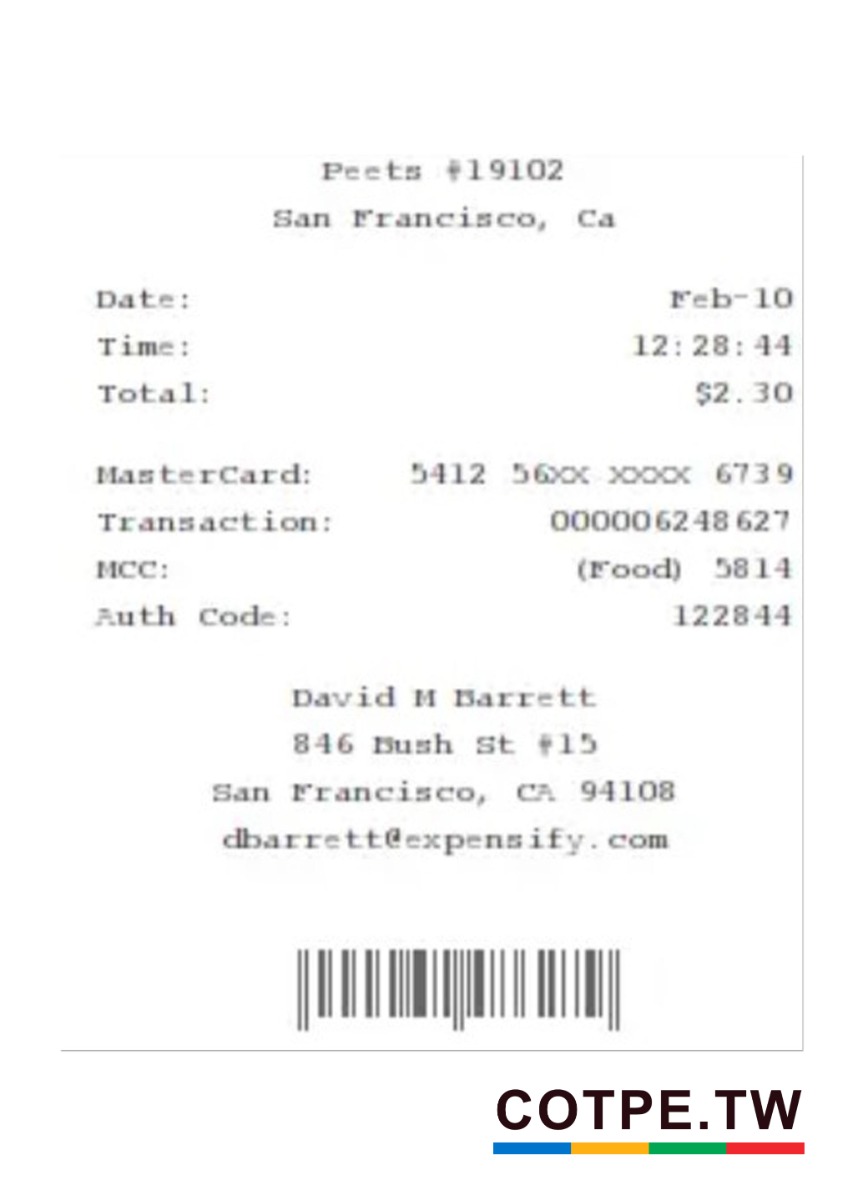 Peets #19102
San Francisco, Ca
Date: Feb-10
Time: 12:28:44
Total: $2.30
MasterCard: 5412 56xx xxxx 6739
Transaction: 000006248627
MCC: (Food) 5814
Auth Code: 122844
David M Barrett
846 Bush St #15
San Francisco, CA 94108
dbarrett@expensify.com
COTPE.TW